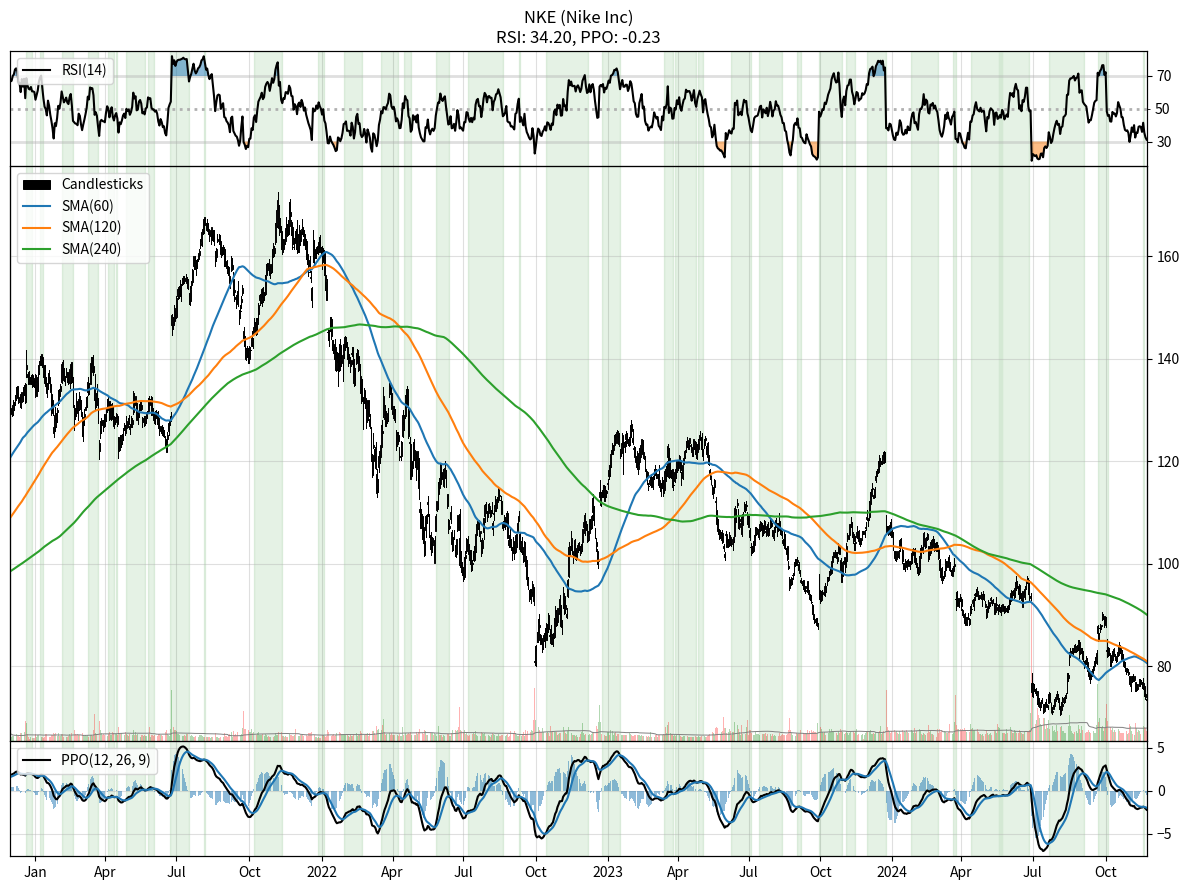 NKE (Nike Inc)
RSI: 34.20, PPO: -0.23
RSI(14)
70
50
30
Candlesticks
SMA(60)
SMA(120)
SMA(240)
160
140
120
100
80
PPO(12, 26, 9)
5
0
−5
Jan Apr Jul Oct 2022 Apr Jul Oct 2023 Apr Jul Oct 2024 Apr Jul Oct